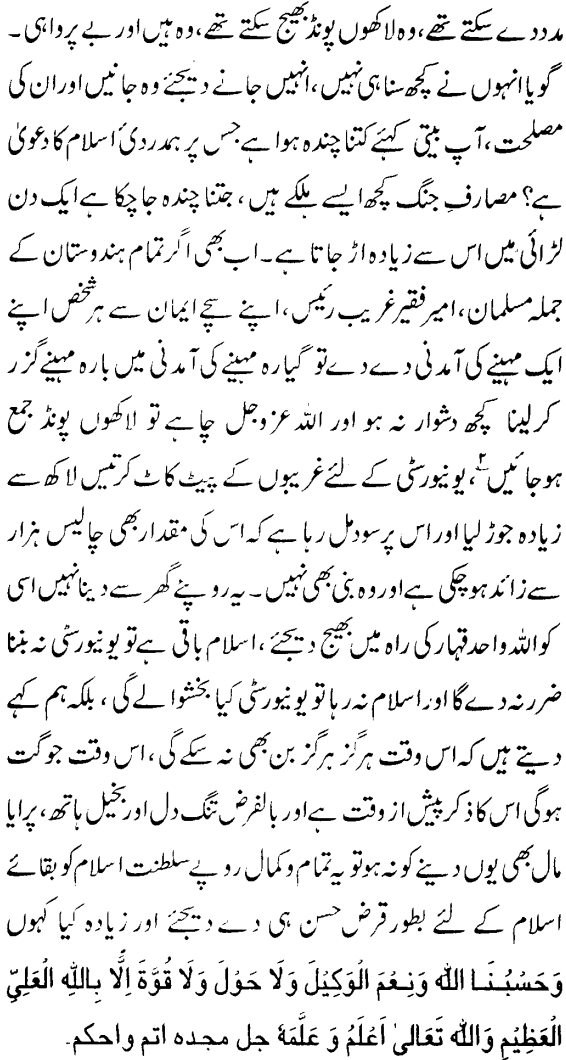 مدد دے سکتے تھے، وہ لاکھوں پونڈ بھیج سکتے تھے، وہ ہیں اور بے پرواہی۔
گویا انہوں نے کچھ سنا ہی نہیں، انہیں جانے دیجئے وہ جانیں اور ان کی
مصلحت، آپ بیتی کہئے کتنا چندہ ہوا ہے جس پر ہمدردیٔ اسلام کا دعویٰ
ہے؟ مصارفِ جنگ کچھ ایسے ہلکے ہیں، جتنا چندہ جا چکا ہے ایک دن
لڑائی میں اس سے زیادہ اڑ جاتا ہے۔ اب بھی اگر تمام ہندوستان کے
جملہ مسلمان، امیر فقیر غریب رئیس، اپنے سچے ایمان سے ہر شخص اپنے
ایک مہینے کی آمدنی دے دے تو گیارہ مہینے کی آمدنی میں بارہ مہینے گزر
کر لینا کچھ دشوار نہ ہو اور اللہ عزوجل چاہے تو لاکھوں پونڈ جمع
ہو جائیں۲؎، یونیورسٹی کے لئے غریبوں کے پیٹ کاٹ کر تیس لاکھ سے
زیادہ جوڑ لیا اور اس پر سود مل رہا ہے کہ اس کی مقدار بھی چالیس ہزار
سے زائد ہو چکی ہے اور وہ بنی بھی نہیں۔ یہ روپئے گھر سے دینا نہیں اسی
کو اللہ واحد قہار کی راہ میں بھیج دیجئے، اسلام باقی ہے تو یونیورسٹی نہ بننا
ضرر نہ دے گا اور اسلام نہ رہا تو یونیورسٹی کیا بخشوا لے گی، بلکہ ہم کہے
دیتے ہیں کہ اس وقت ہرگز ہرگز بن بھی نہ سکے گی، اس وقت جو گت
ہوگی اس کا ذکر پیش از وقت ہے اور بالفرض تنگ دل اور بخیل ہاتھ، پرایا
مال بھی یوں دینے کو نہ ہو تو یہ تمام و کمال روپے سلطنت اسلام کو بقائے
اسلام کے لئے بطور قرض حسن ہی دے دیجئے اور زیادہ کیا کہوں
وَحَسْبُنَا اللّٰہ وَنِعْمَ الْوَکِیْلَ وَلَا حَوْلَ وَلَا قُوَّۃَ اِلَّا بِاللّٰہِ الْعَلِیِّ
الْعَظِیْمِ وَاللّٰہ تَعَالٰی اَعْلَمُ وَ عِلْمُہٗ جل مجدہ اتم و احکم۔